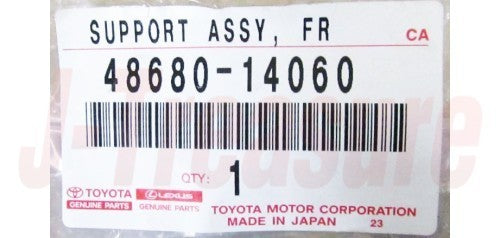 SUPPORT ASSY, FR CA
48680-14060
QTY: 1
TOYOTA LEXUS
GENUINE PARTS GENUINE PARTS
TOYOTA MOTOR CORPORATION
MADE IN JAPAN 23
J-Treasure